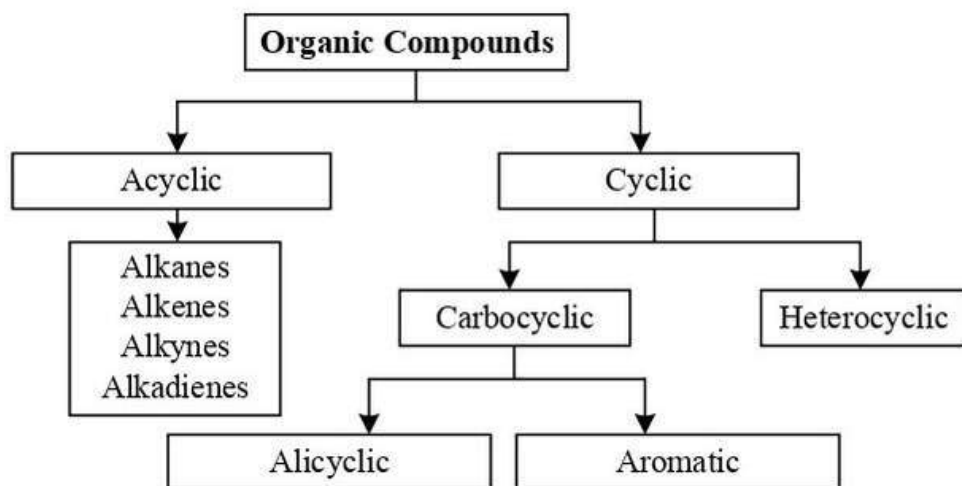 Organic Compounds
Acyclic
Cyclic
Alkanes
Alkenes
Alkynes
Alkadienes
Carbocyclic
Heterocyclic
Alicyclic
Aromatic